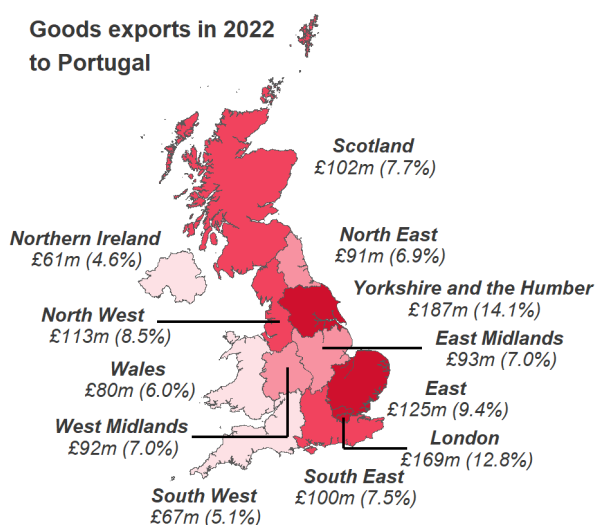 Goods exports in 2022
to Portugal
Scotland
£102m (7.7%)
Northern Ireland
£61m (4.6%)
North East
£91m (6.9%)
Yorkshire and the Humber
£187m (14.1%)
North West
£113m (8.5%)
East Midlands
£93m (7.0%)
Wales
£80m (6.0%)
East
£125m (9.4%)
West Midlands
£92m (7.0%)
London
£169m (12.8%)
South East
£100m (7.5%)
South West
£67m (5.1%)